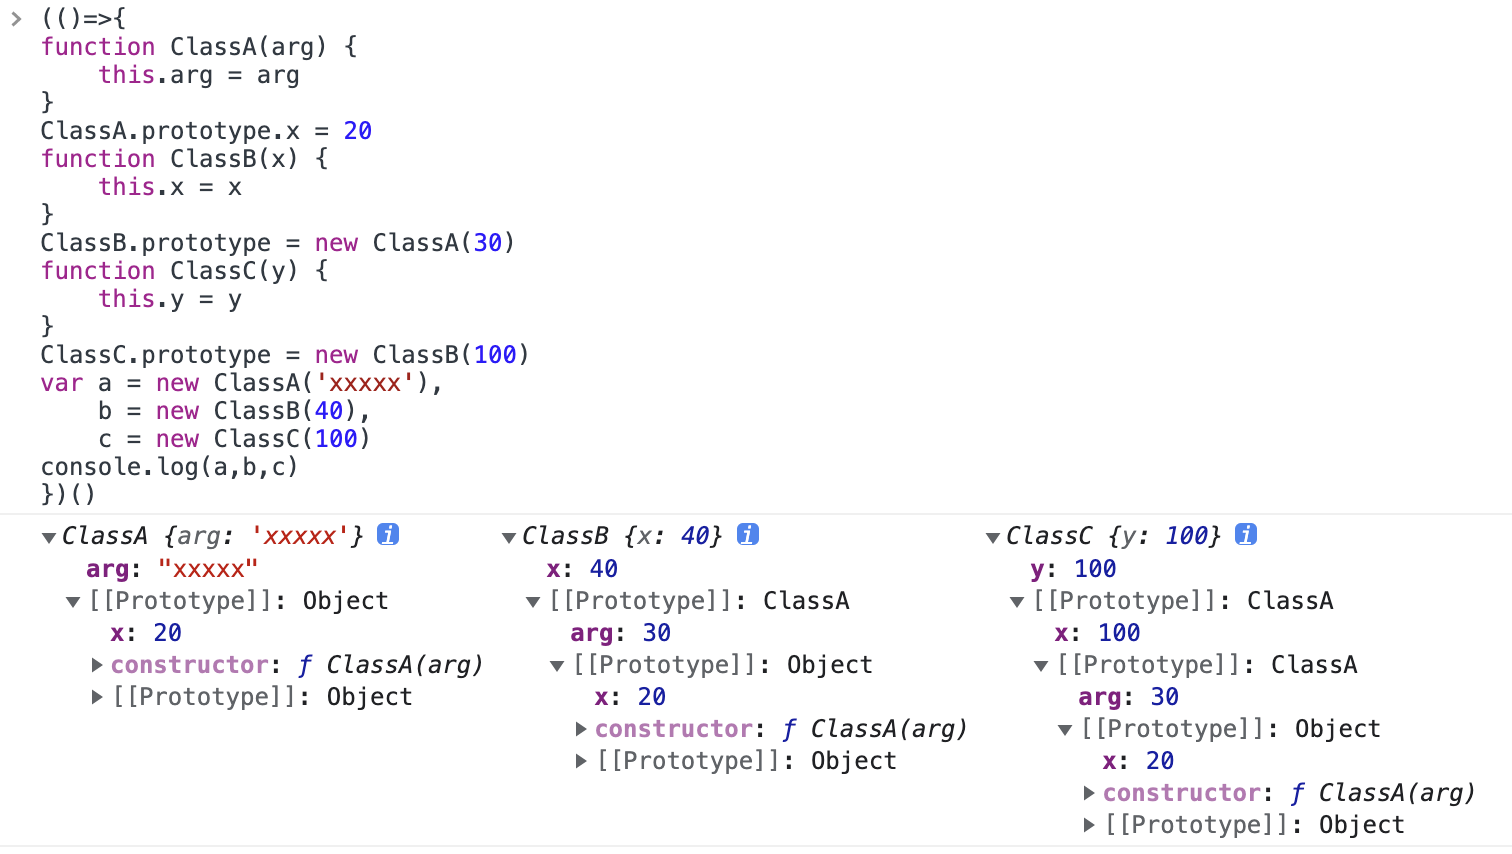 (()=>{
function ClassA(arg) {
    this.arg = arg
}
ClassA.prototype.x = 20
function ClassB(x) {
    this.x = x
}
ClassB.prototype = new ClassA(30)
function ClassC(y) {
    this.y = y
}
ClassC.prototype = new ClassB(100)
var a = new ClassA('xxxxx'),
    b = new ClassB(40),
    c = new ClassC(100)
console.log(a,b,c)
})()
ClassA {arg: 'xxxxx'} i
arg: "xxxxx"
[[Prototype]]: Object
x: 20
constructor: ƒ ClassA(arg)
[[Prototype]]: Object
ClassB {x: 40} i
x: 40
[[Prototype]]: ClassA
arg: 30
[[Prototype]]: Object
x: 20
constructor: ƒ ClassA(arg)
[[Prototype]]: Object
ClassC {y: 100} i
y: 100
[[Prototype]]: ClassA
x: 100
[[Prototype]]: ClassA
arg: 30
[[Prototype]]: Object
x: 20
constructor: ƒ ClassA(arg)
[[Prototype]]: Object